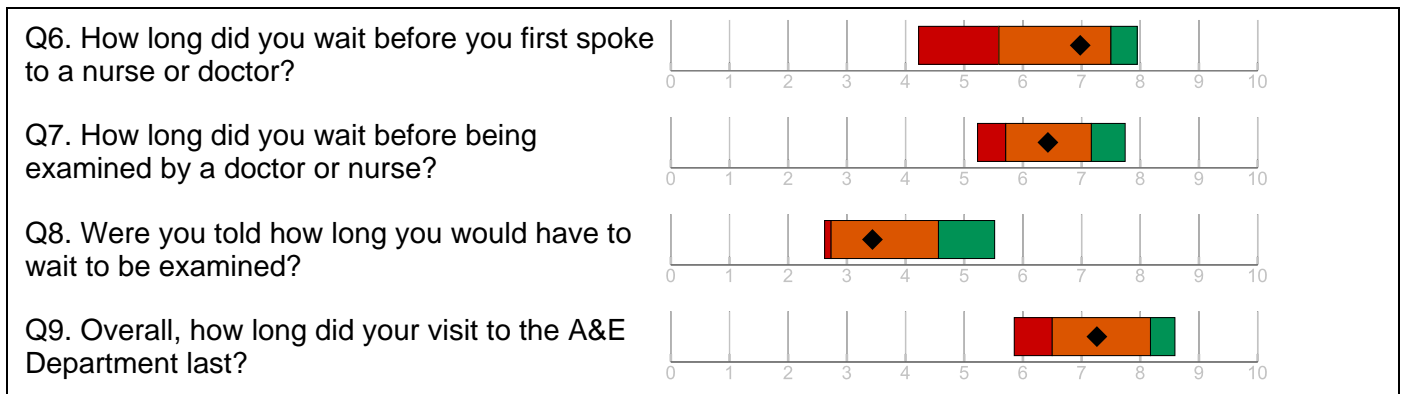 Q6. How long did you wait before you first spoke
to a nurse or doctor?
0 1 2 3 4 5 6 7 8 9 10
Q7. How long did you wait before being
examined by a doctor or nurse?
0 1 2 3 4 5 6 7 8 9 10
Q8. Were you told how long you would have to
wait to be examined?
0 1 2 3 4 5 6 7 8 9 10
Q9. Overall, how long did your visit to the A&E
Department last?
0 1 2 3 4 5 6 7 8 9 10